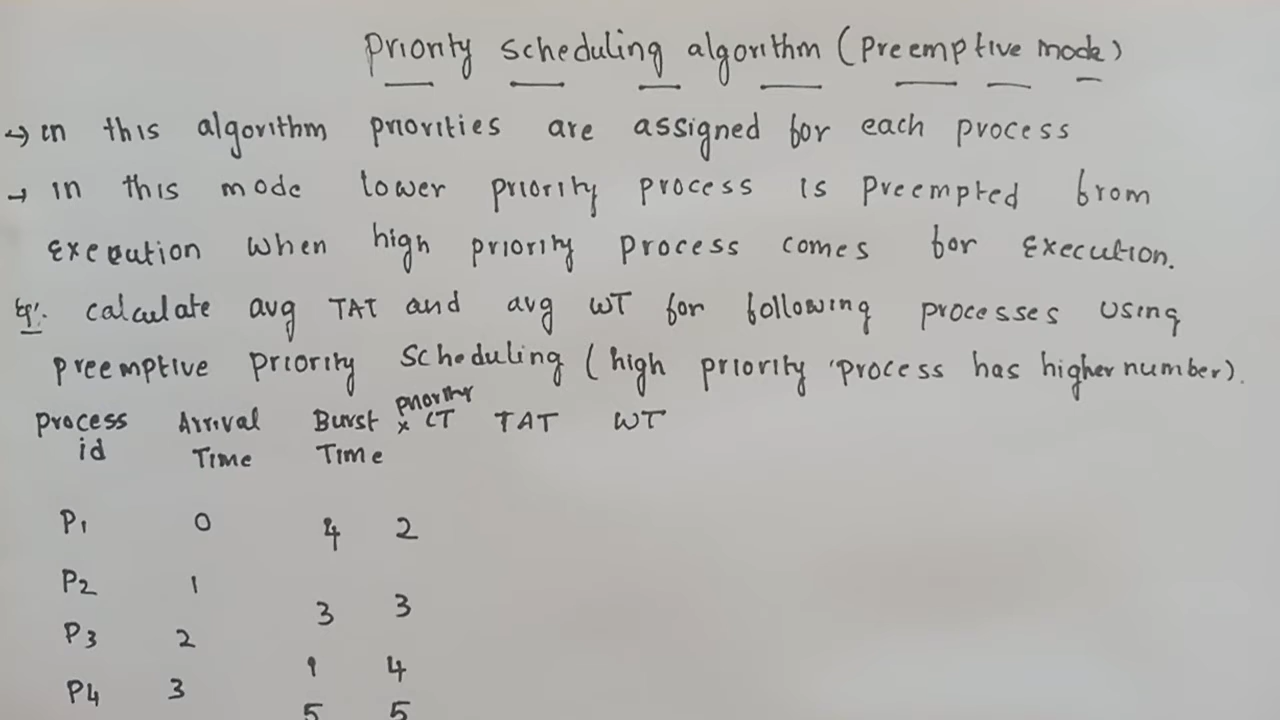 Priority scheduling algorithm (Preemptive mode)
→ in this algorithm priorities are assigned for each process
→ In this mode lower priority process is preempted from
execution when high priority process comes for execution.
Eg:. calculate avg TAT and avg WT for following processes using
preemptive priority scheduling (high priority process has higher number).
priority
process Arrival Burst x CT TAT WT
id Time Time
P1 0 4 2
P2 1 3 3
P3 2 1 4
P4 3 5 5